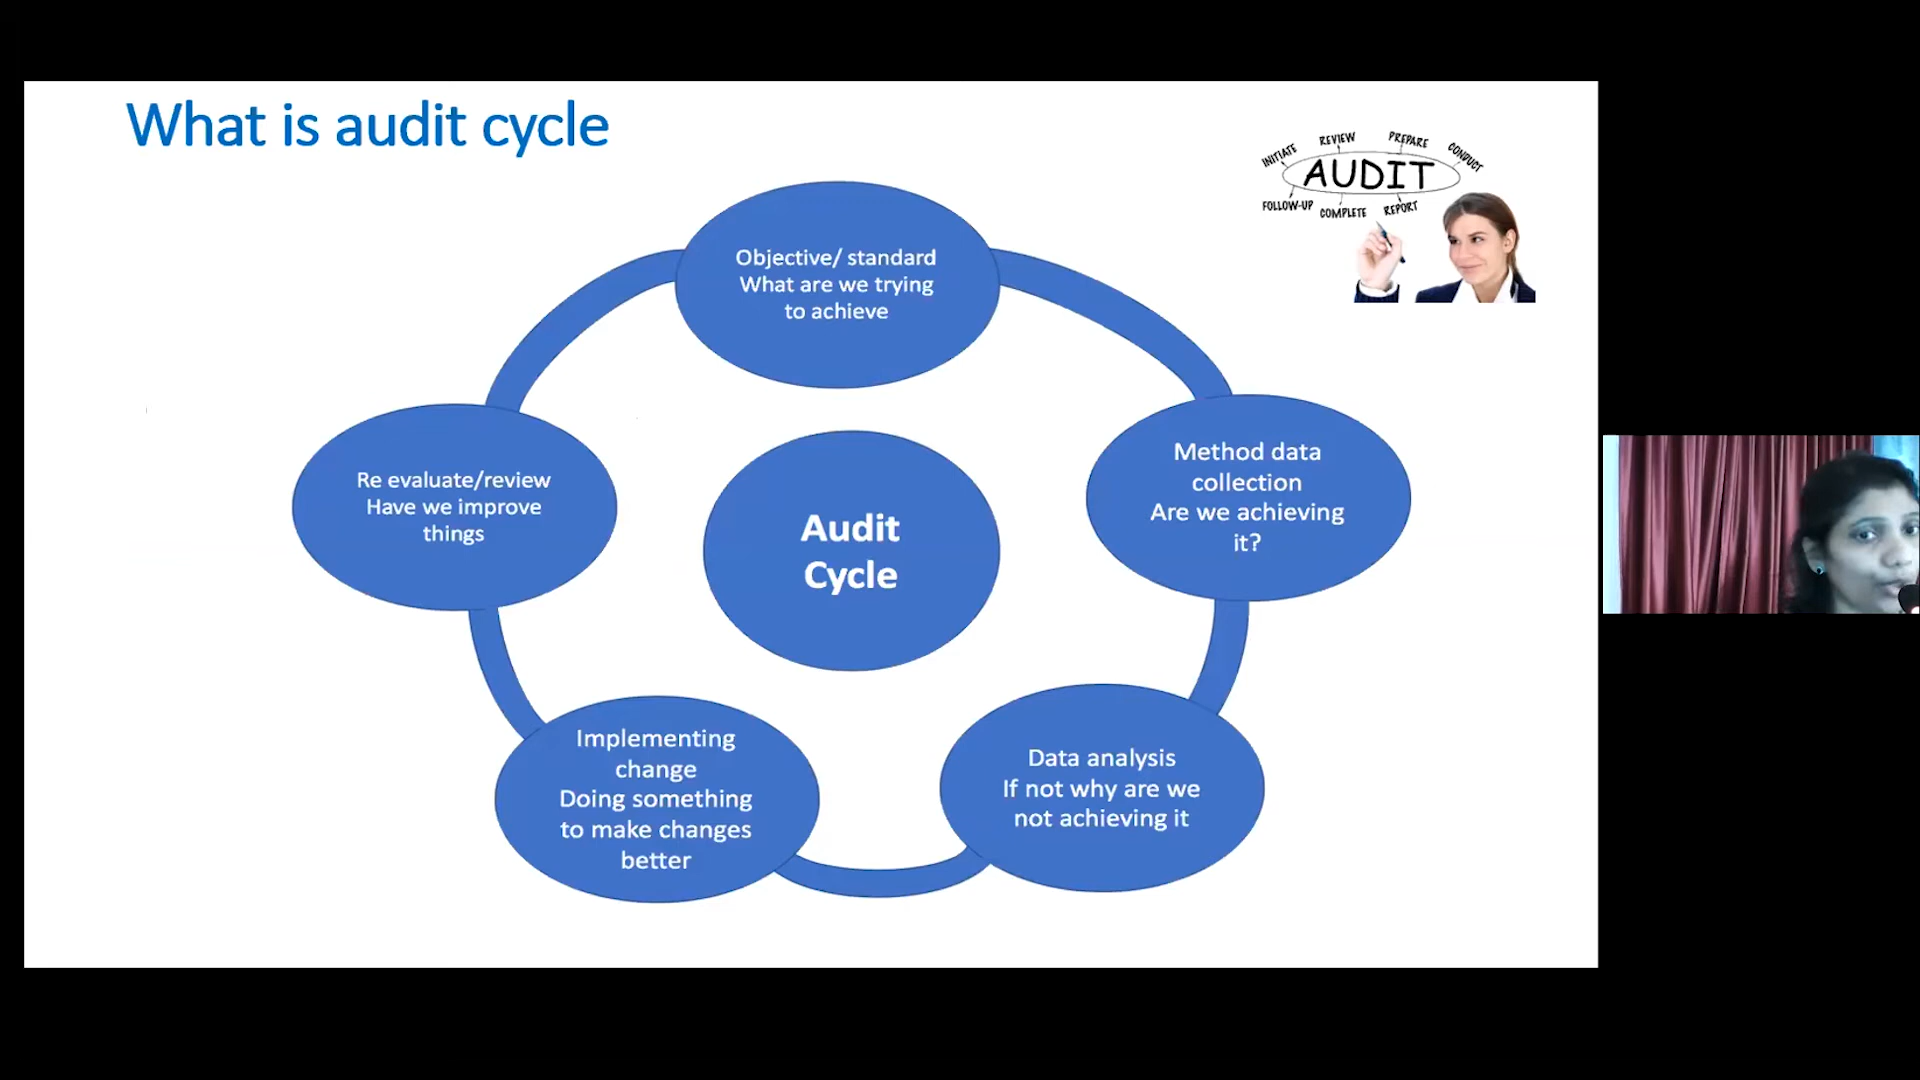 What is audit cycle
INITIATE
REVIEW
PREPARE
CONDUCT
AUDIT
FOLLOW-UP
COMPLETE
REPORT
Objective/ standard
What are we trying
to achieve
Method data
collection
Are we achieving
it?
Data analysis
If not why are we
not achieving it
Implementing
change
Doing something
to make changes
better
Re evaluate/review
Have we improve
things
Audit
Cycle